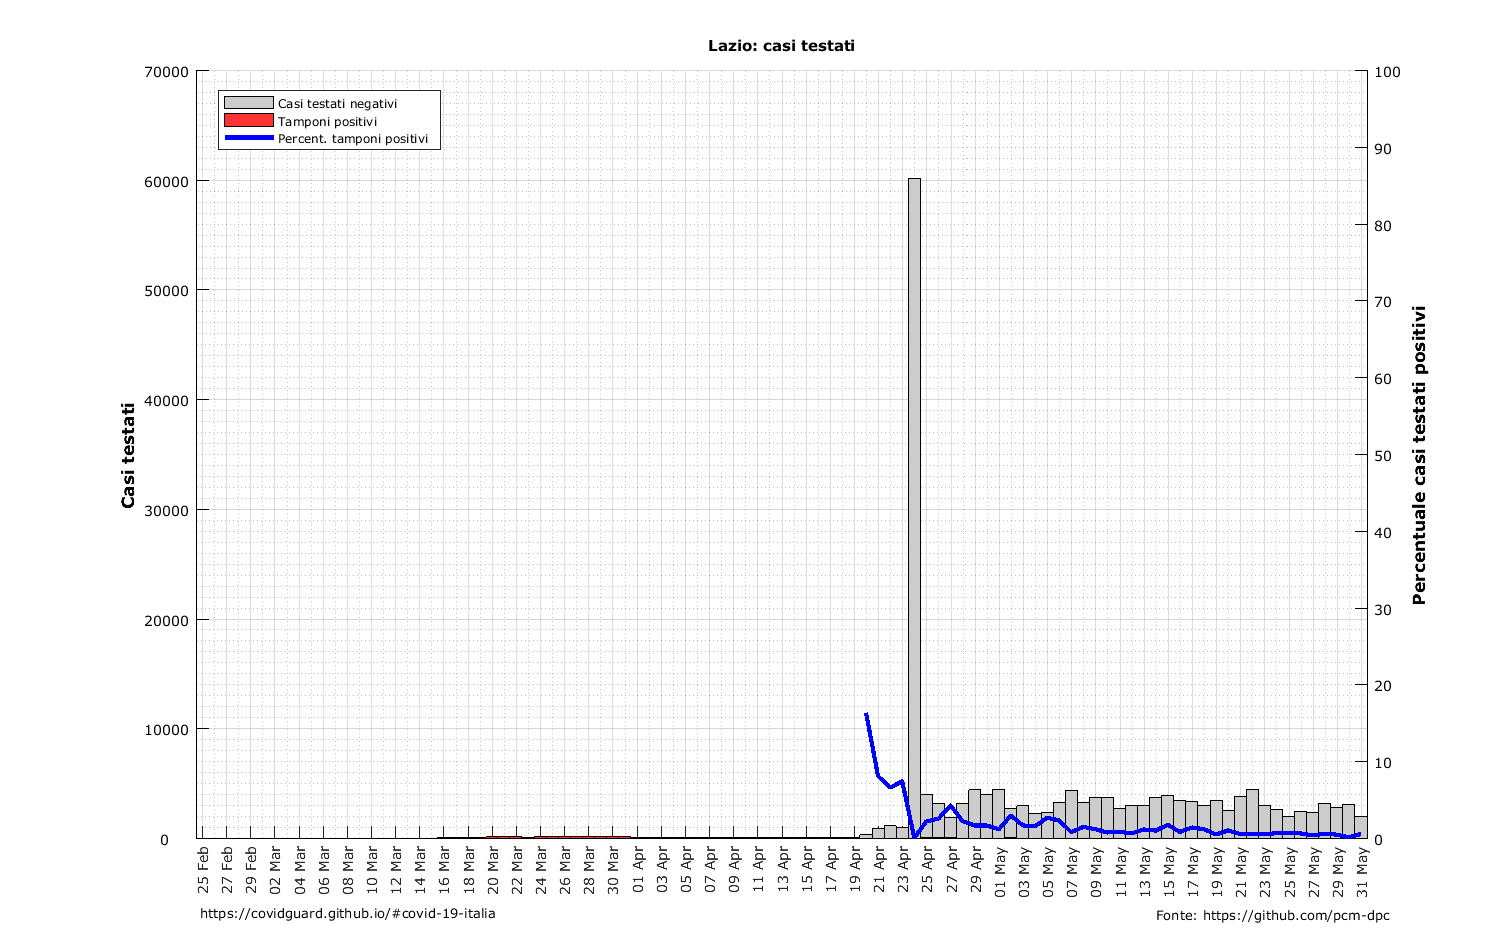 Lazio: casi testati
70000
60000
50000
40000
30000
20000
10000
0
Casi testati
Casi testati negativi
Tamponi positivi
Percent. tamponi positivi
100
90
80
70
60
50
40
30
20
10
0
Percentuale casi testati positivi
25 Feb
27 Feb
29 Feb
02 Mar
04 Mar
06 Mar
08 Mar
10 Mar
12 Mar
14 Mar
16 Mar
18 Mar
20 Mar
22 Mar
24 Mar
26 Mar
28 Mar
30 Mar
01 Apr
03 Apr
05 Apr
07 Apr
09 Apr
11 Apr
13 Apr
15 Apr
17 Apr
19 Apr
21 Apr
23 Apr
25 Apr
27 Apr
29 Apr
01 May
03 May
05 May
07 May
09 May
11 May
13 May
15 May
17 May
19 May
21 May
23 May
25 May
27 May
29 May
31 May
https://covidguard.github.io/#covid-19-italia
Fonte: https://github.com/pcm-dpc